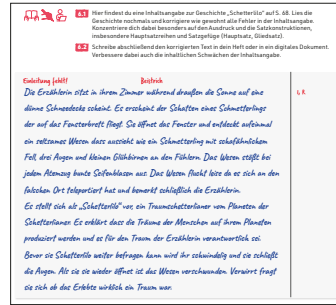 6.1 Hier findest du eine Inhaltsangabe zur Geschichte „Schetterlilo“ auf S. 68. Lies die
Geschichte nochmals und korrigiere wie gewohnt alle Fehler in der Inhaltsangabe.
Konzentriere dich dabei besonders auf den Ausdruck und die Satzkonstruktionen,
insbesondere Hauptsatzreihen und Satzgefüge (Hauptsatz, Gliedsatz).
6.2 Schreibe abschließend den korrigierten Text in dein Heft oder in ein digitales Dokument.
Verbessere dabei auch die inhaltlichen Schwächen der Inhaltsangabe.
Einleitung fehlt! Beistrich
Die Erzählerin sitzt in ihrem Zimmer während draußen die Sonne auf eine
dünne Schneedecke scheint. Es erscheint der Schatten eines Schmetterlings
der auf das Fensterbrett fliegt. Sie öffnet das Fenster und entdeckt aufeinmal
ein seltsames Wesen dass aussieht wie ein Schmetterling mit schafähnlichem
Fell, drei Augen und kleinen Glühbirnen an den Fühlern. Das Wesen stößt bei
jedem Atemzug bunte Seifenblasen aus. Das Wesen flucht leise da es sich an den
falschen Ort teleportiert hat und bemerkt schließlich die Erzählerin.
Es stellt sich als „Schetterlilo“ vor, ein Traumschetterlianer vom Planeten der
Schetterlianer. Es erklärt dass die Träume der Menschen auf ihrem Planeten
produziert werden und es für den Traum der Erzählerin verantwortlich sei.
Bevor sie Schetterlilo weiter befragen kann wird ihr schwindelig und sie schließt
die Augen. Als sie sie wieder öffnet ist das Wesen verschwunden. Verwirrt fragt
sie sich ob das Erlebte wirklich ein Traum war.